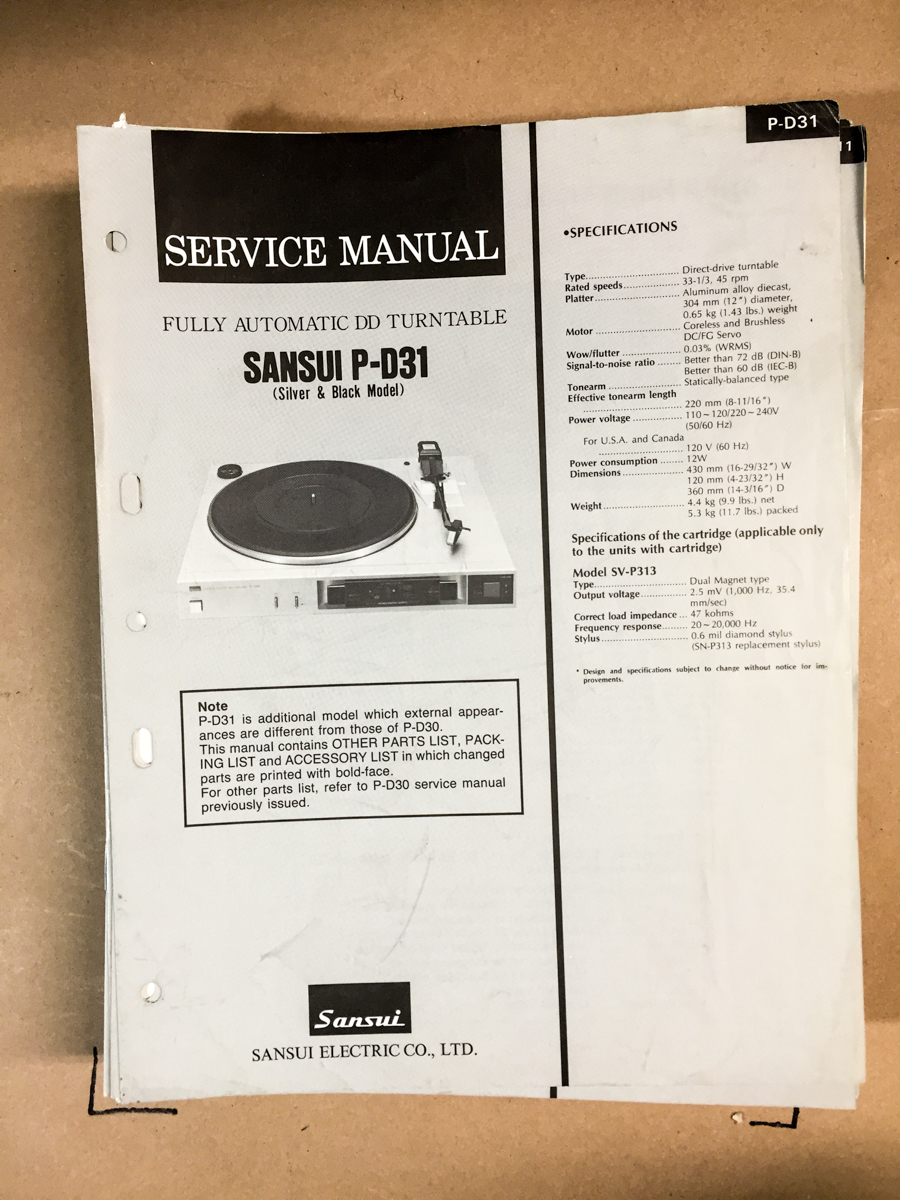 P-D31
11
SERVICE MANUAL
FULLY AUTOMATIC DD TURNTABLE
SANSUI P-D31
(Silver & Black Model)
Note
P-D31 is additional model which external appear-
ances are different from those of P-D30.
This manual contains OTHER PARTS LIST, PACK-
ING LIST and ACCESSORY LIST in which changed
parts are printed with bold-face.
For other parts list, refer to P-D30 service manual
previously issued.
Sansui
SANSUI ELECTRIC CO., LTD.
•SPECIFICATIONS
Type............................... Direct-drive turntable
Rated speeds.................. 33-1/3, 45 rpm
Platter............................ Aluminum alloy diecast,
304 mm (12″) diameter,
0.65 kg (1.43 lbs.) weight
Motor ............................ Coreless and Brushless
DC/FG Servo
Wow/flutter .................... 0.03% (WRMS)
Signal-to-noise ratio ........ Better than 72 dB (DIN-B)
Better than 60 dB (IEC-B)
Tonearm ........................ Statically-balanced type
Effective tonearm length
................................. 220 mm (8-11/16″)
Power voltage ................ 110~120/220~240V
(50/60 Hz)
For U.S.A. and Canada
............................ 120 V (60 Hz)
Power consumption ........ 12W
Dimensions .................... 430 mm (16-29/32″) W
120 mm (4-23/32″) H
360 mm (14-3/16″) D
Weight........................... 4.4 kg (9.9 lbs.) net
5.3 kg (11.7 lbs.) packed
Specifications of the cartridge (applicable only
to the units with cartridge)
Model SV-P313
Type............................... Dual Magnet type
Output voltage................ 2.5 mV (1,000 Hz, 35.4
mm/sec)
Correct load impedance ... 47 kohms
Frequency response......... 20~20,000 Hz
Stylus............................. 0.6 mil diamond stylus
(SN-P313 replacement stylus)
* Design and specifications subject to change without notice for im-
provements.